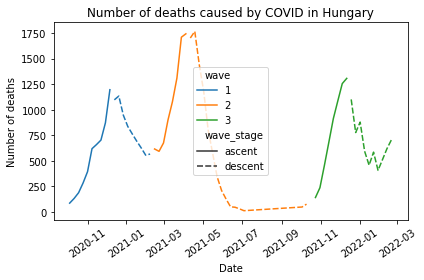 Number of deaths caused by COVID in Hungary
Number of deaths
1750
1500
1250
1000
750
500
250
0
wave
1
2
3
wave_stage
ascent
descent
2020-11
2021-01
2021-03
2021-05
2021-07
2021-09
2021-11
2022-01
2022-03
Date